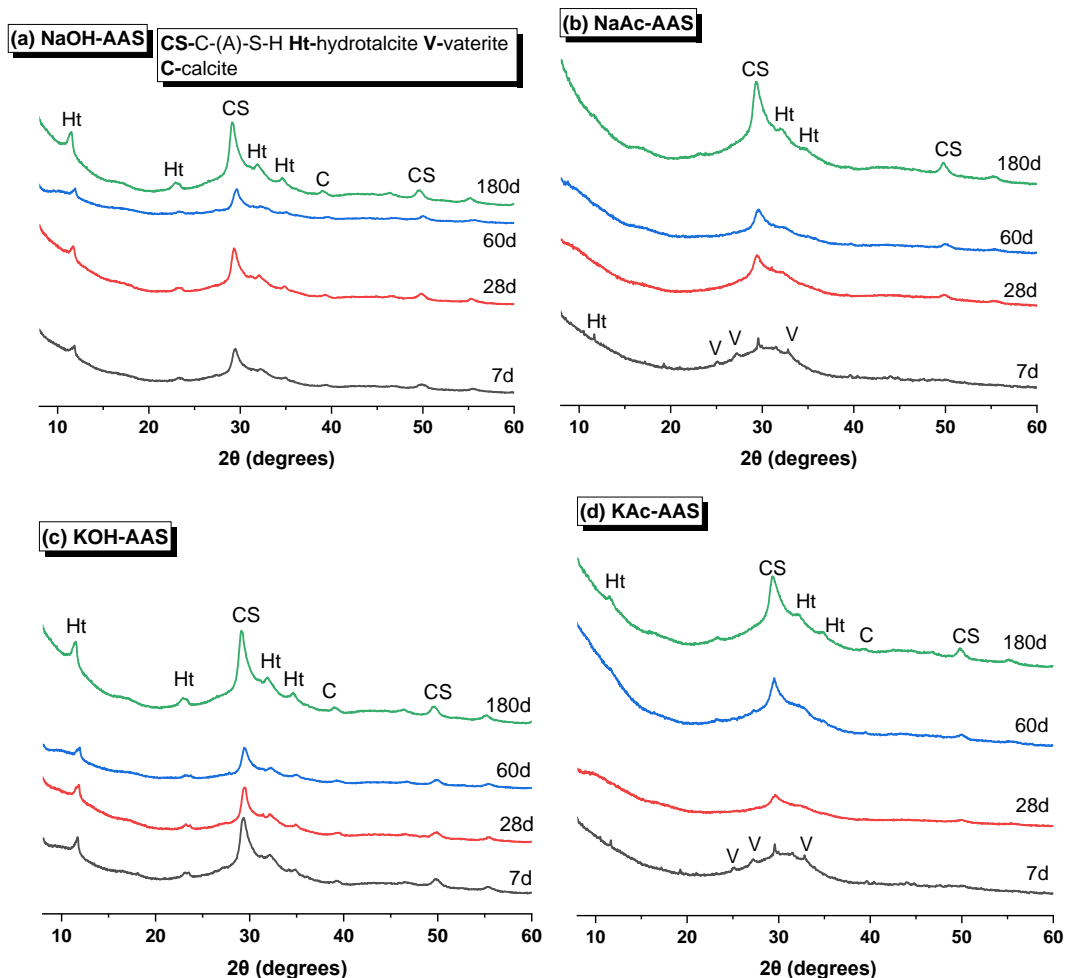 (a) NaOH-AAS
CS-C-(A)-S-H Ht-hydrotalcite V-vaterite
C-calcite
Ht
Ht
CS
Ht
Ht
C
CS
180d
60d
28d
7d
10 20 30 40 50 60
2θ (degrees)
(b) NaAc-AAS
CS
Ht
Ht
CS
180d
60d
28d
Ht
V
V
V
7d
10 20 30 40 50 60
2θ (degrees)
(c) KOH-AAS
Ht
Ht
CS
Ht
Ht
C
CS
180d
60d
28d
7d
10 20 30 40 50 60
2θ (degrees)
(d) KAc-AAS
Ht
CS
Ht
Ht
C
CS
180d
60d
28d
V
V
V
7d
10 20 30 40 50 60
2θ (degrees)